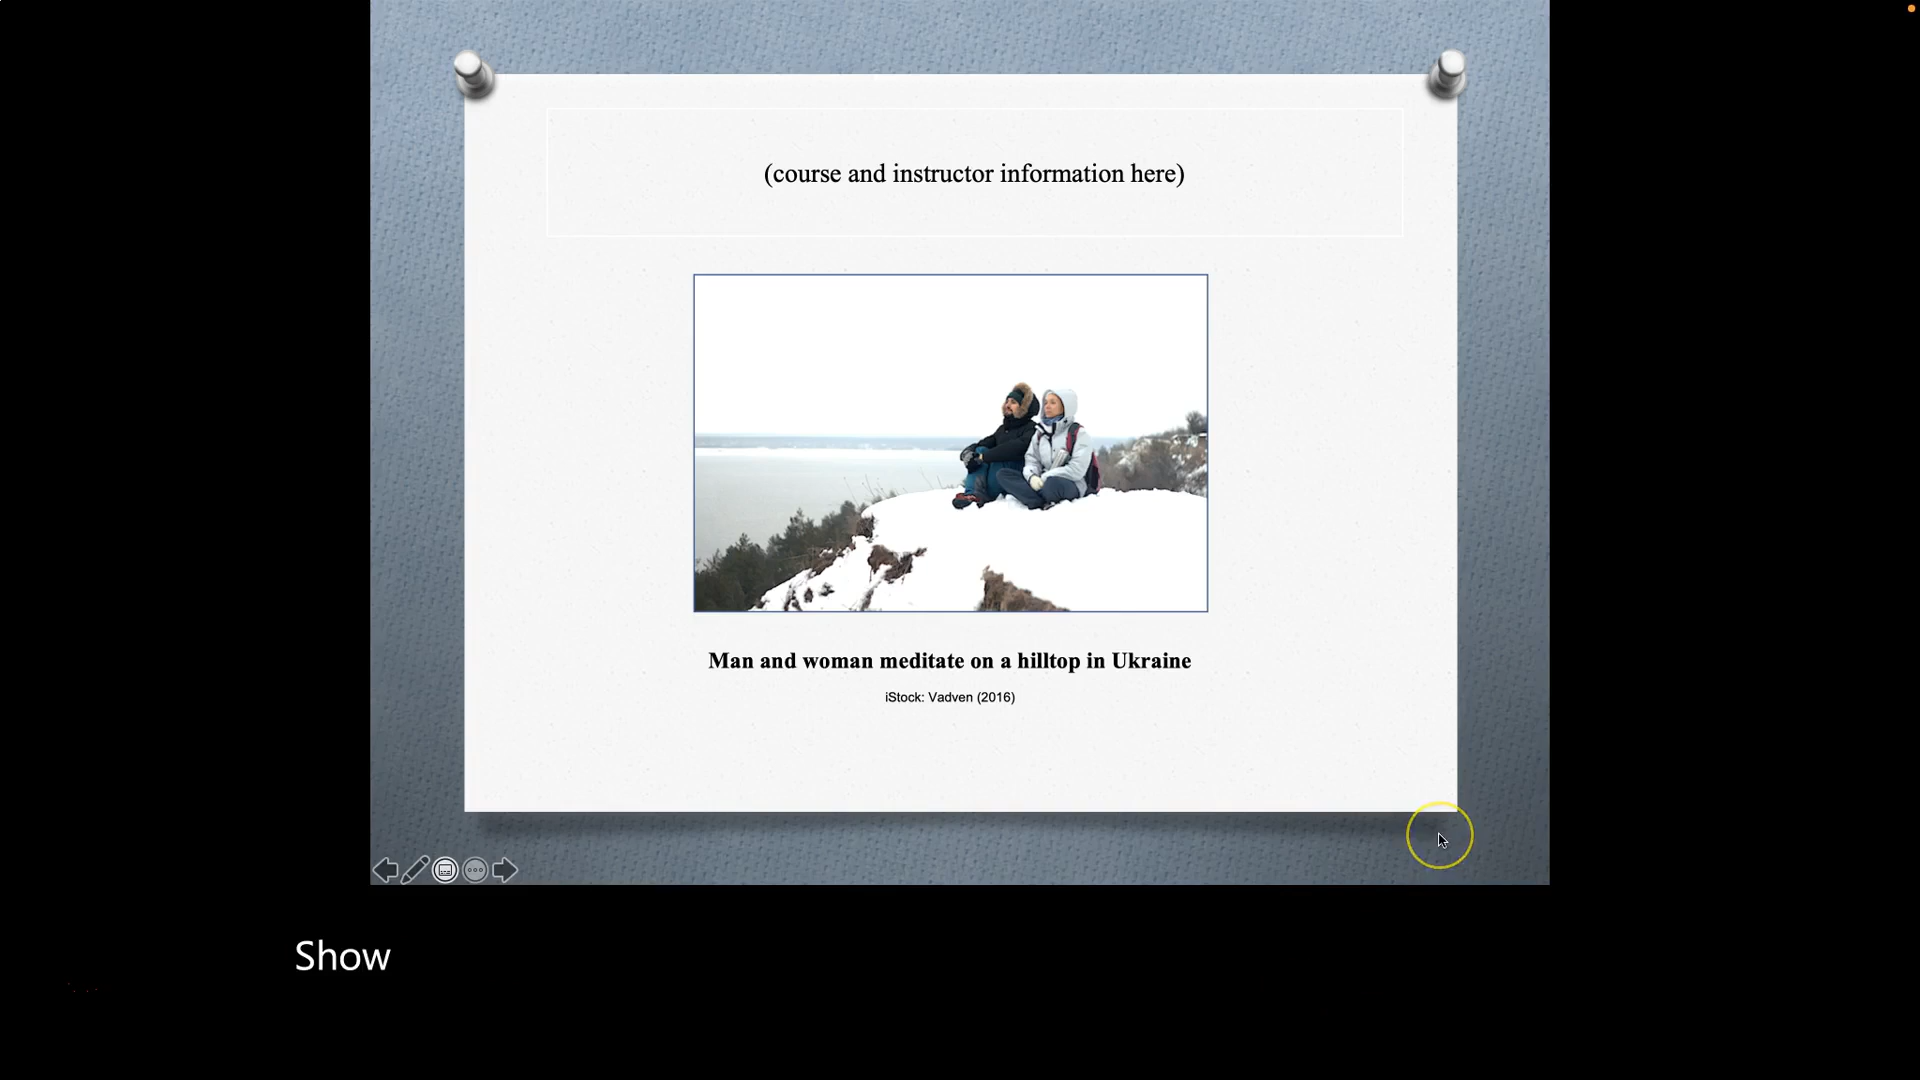 (course and instructor information here)
Man and woman meditate on a hilltop in Ukraine
iStock: Vadven (2016)
Show